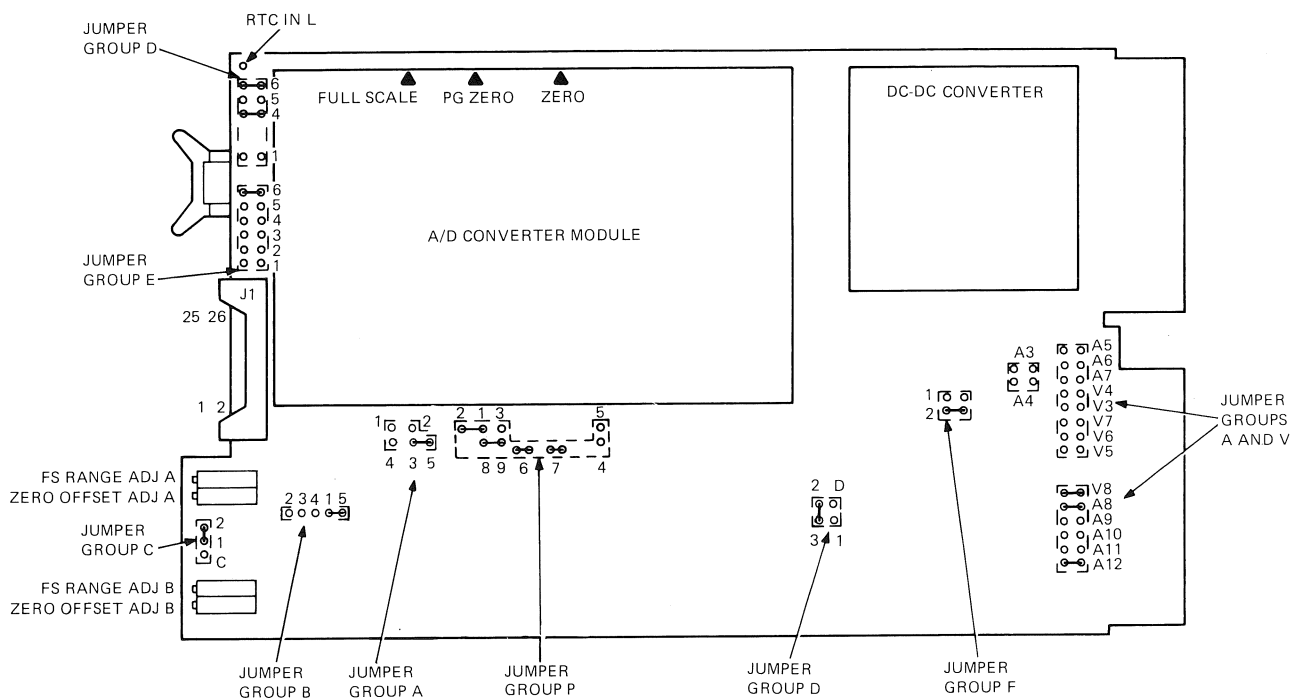 RTC IN L
JUMPER
GROUP D
6
5
4
1
FULL SCALE
PG ZERO
ZERO
DC-DC CONVERTER
A/D CONVERTER MODULE
6
5
4
3
2
1
JUMPER
GROUP E
J1
25 26
1 2
A3
A4
A5
A6
A7
V4
V3
V7
V6
V5
JUMPER
GROUPS
A AND V
1
2
1 2
4 3 5
2 1 3
5
8 9 6 7 4
FS RANGE ADJ A
ZERO OFFSET ADJ A
2 3 4 1 5
JUMPER
GROUP C
2
1
C
2 D
3 1
V8
A8
A9
A10
A11
A12
FS RANGE ADJ B
ZERO OFFSET ADJ B
JUMPER
GROUP B
JUMPER
GROUP A
JUMPER
GROUP P
JUMPER
GROUP D
JUMPER
GROUP F